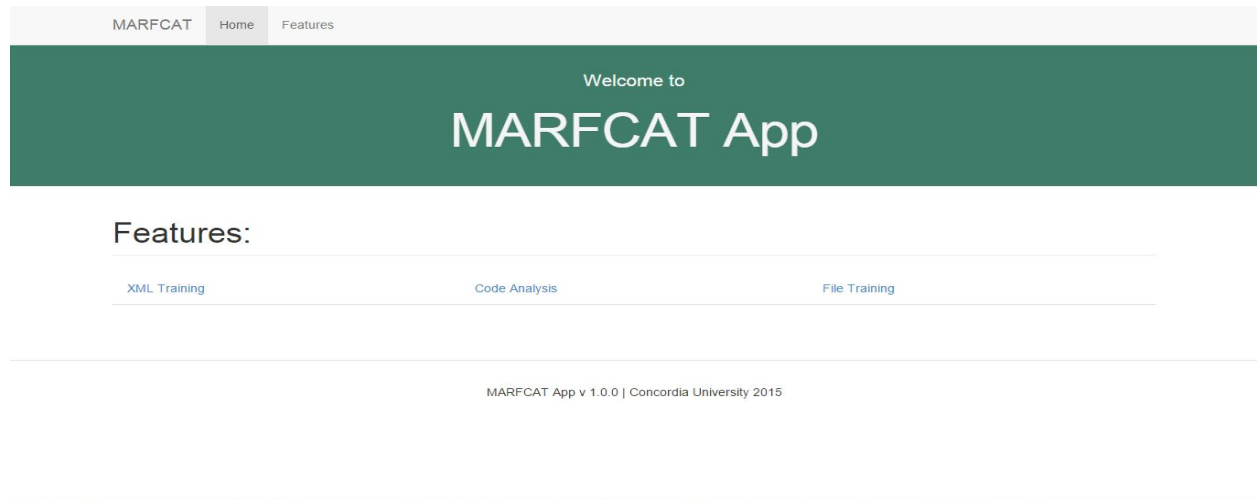 MARFCAT Home Features
Welcome to
MARFCAT App
Features:
XML Training Code Analysis File Training
MARFCAT App v 1.0.0 | Concordia University 2015